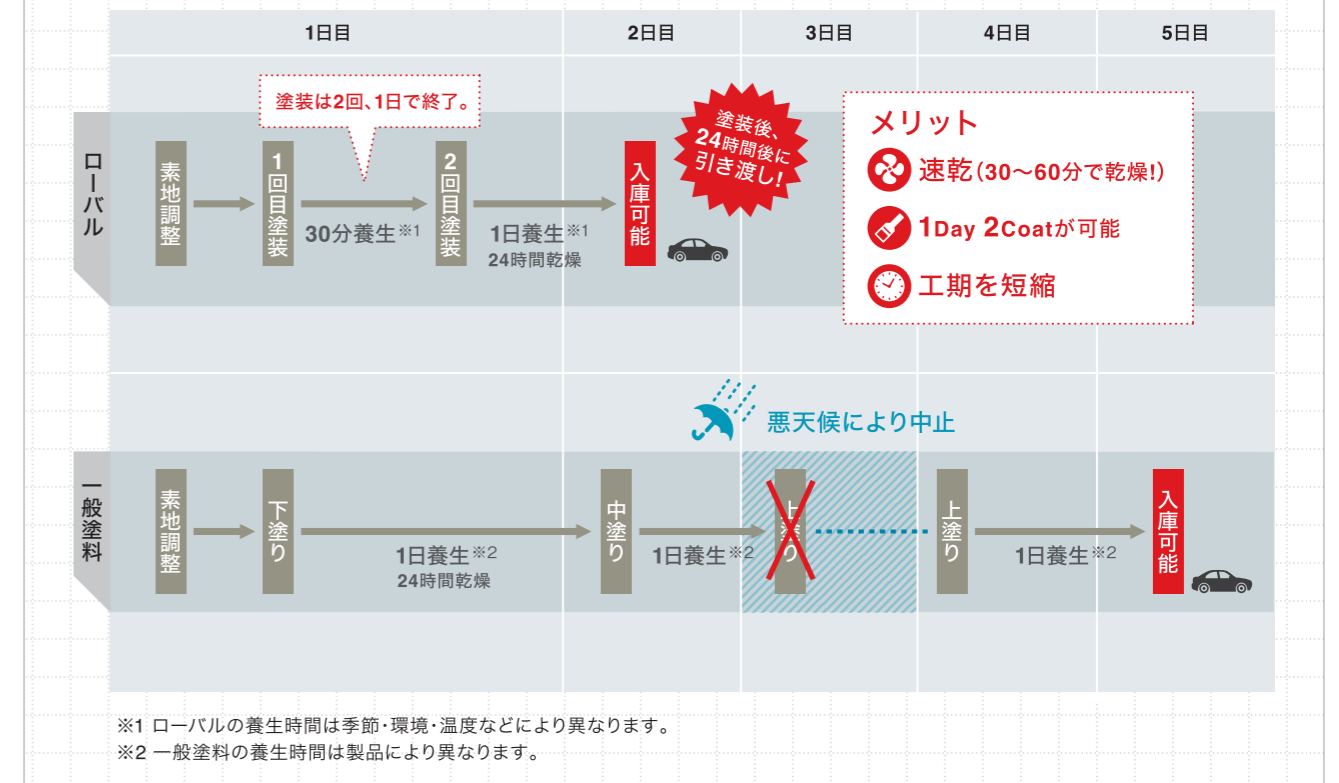 1日目
2日目
3日目
4日目
5日目
ローバル
塗装は2回、1日で終了。
素地調整
1回目塗装
30分養生※1
2回目塗装
1日養生※1
24時間乾燥
入庫可能
塗装後、
24時間後に
引き渡し!
メリット
速乾(30〜60分で乾燥!)
1Day 2Coatが可能
工期を短縮
悪天候により中止
一般塗料
素地調整
下塗り
1日養生※2
24時間乾燥
中塗り
1日養生※2
上塗り
上塗り
1日養生※2
入庫可能
※1 ローバルの養生時間は季節・環境・温度などにより異なります。
※2 一般塗料の養生時間は製品により異なります。